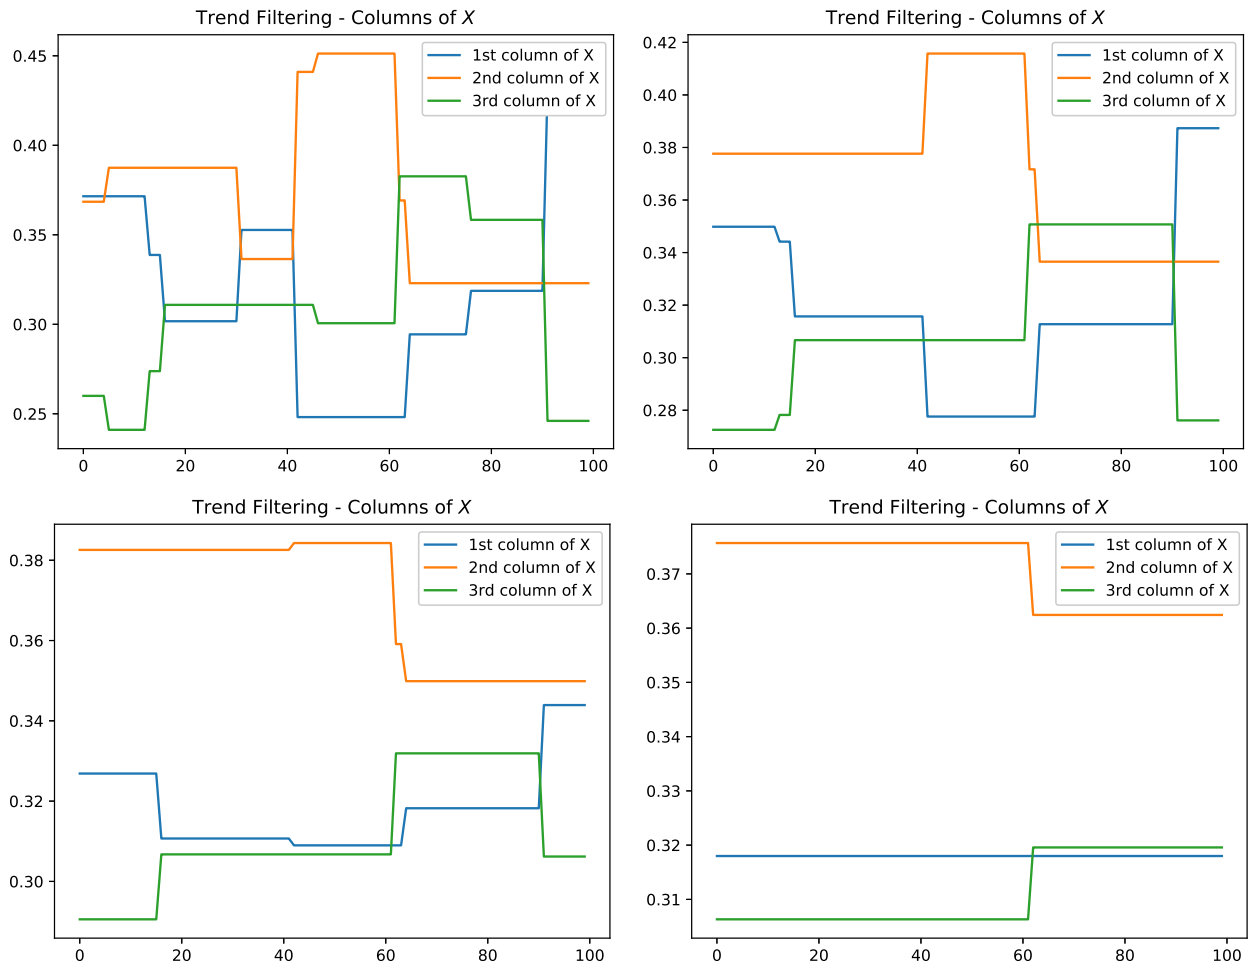 Trend Filtering - Columns of X
0.45
0.40
0.35
0.30
0.25
1st column of X
2nd column of X
3rd column of X
0 20 40 60 80 100
Trend Filtering - Columns of X
0.42
0.40
0.38
0.36
0.34
0.32
0.30
0.28
1st column of X
2nd column of X
3rd column of X
0 20 40 60 80 100
Trend Filtering - Columns of X
0.38
0.36
0.34
0.32
0.30
1st column of X
2nd column of X
3rd column of X
0 20 40 60 80 100
Trend Filtering - Columns of X
0.37
0.36
0.35
0.34
0.33
0.32
0.31
1st column of X
2nd column of X
3rd column of X
0 20 40 60 80 100